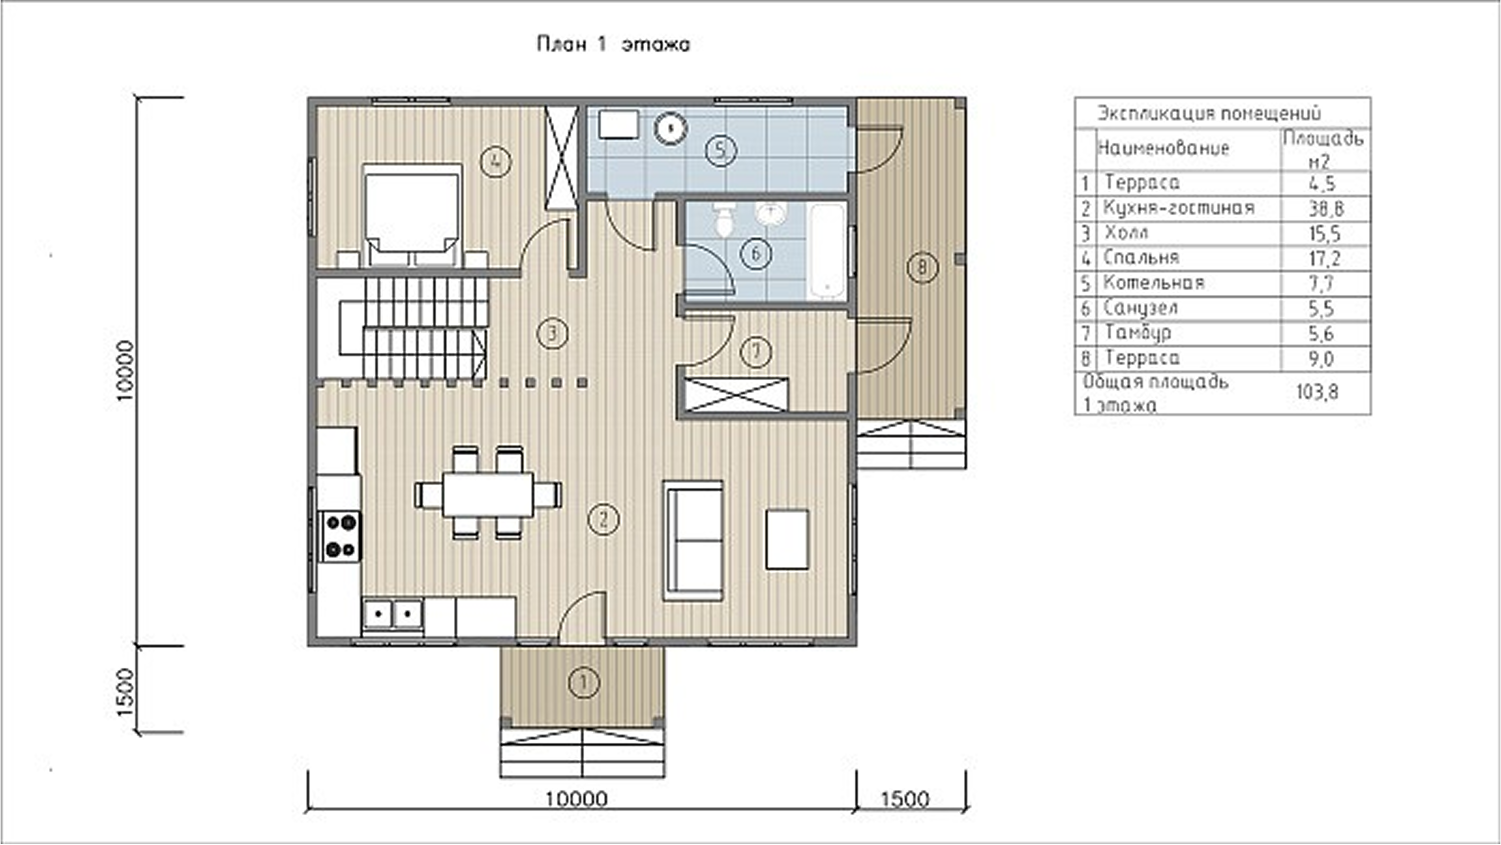 План 1 этажа
Экспликация помещений
Наименование Площадь
м2
1 Терраса 4,5
2 Кухня-гостиная 38,8
3 Холл 15,5
4 Спальня 17,2
5 Котельная 7,7
6 Санузел 5,5
7 Тамбур 5,6
8 Терраса 9,0
Общая площадь
1 этажа 103,8
4
5
6
8
3
7
2
1
10000
1500
10000
1500